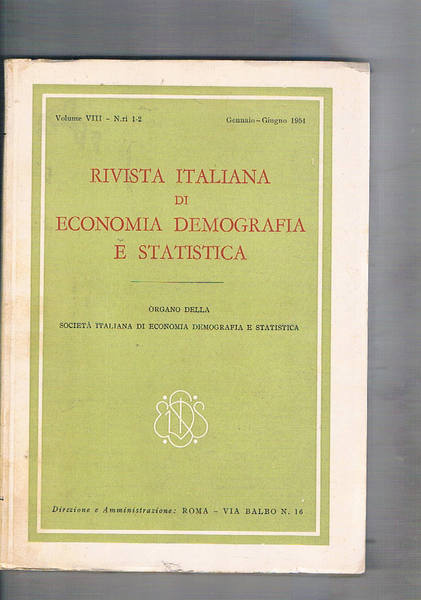 Volume VIII - N.ri 1-2
Gennaio - Giugno 1954
RIVISTA ITALIANA
DI
ECONOMIA DEMOGRAFIA
E STATISTICA
ORGANO DELLA
SOCIETÀ ITALIANA DI ECONOMIA DEMOGRAFIA E STATISTICA
Direzione e Amministrazione: ROMA - VIA BALBO N. 16